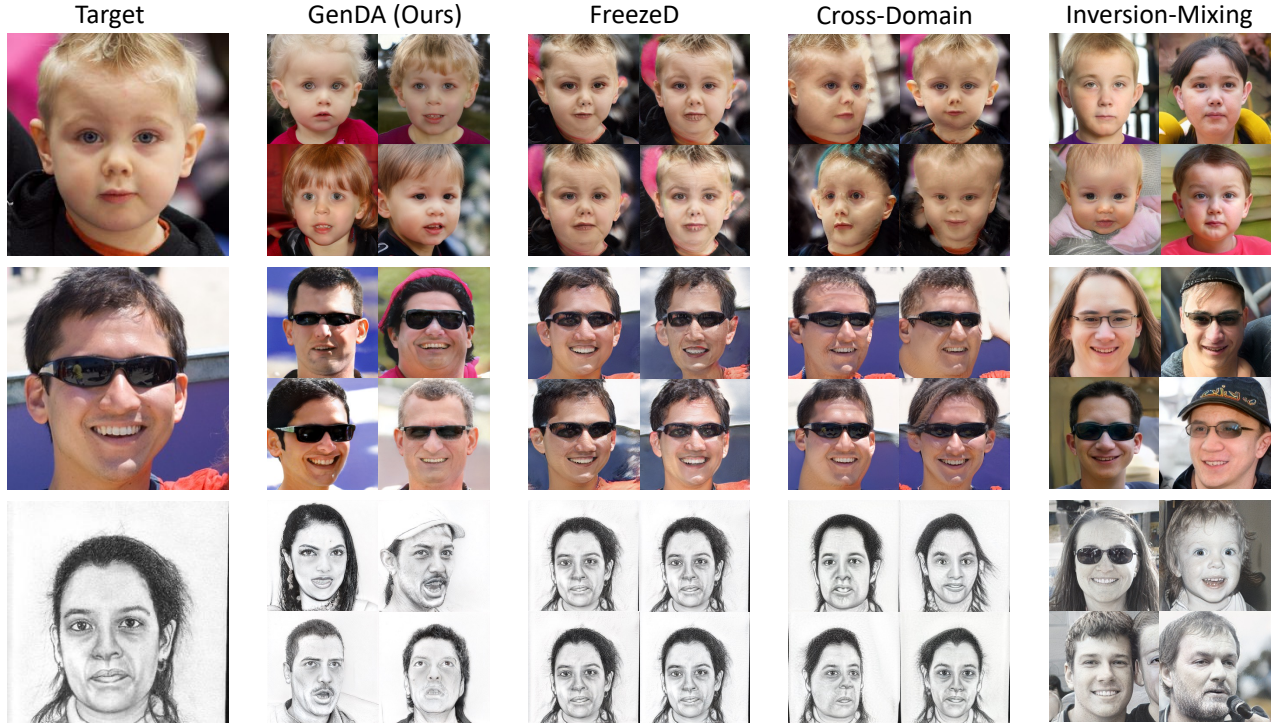 Target
GenDA (Ours)
FreezeD
Cross-Domain
Inversion-Mixing